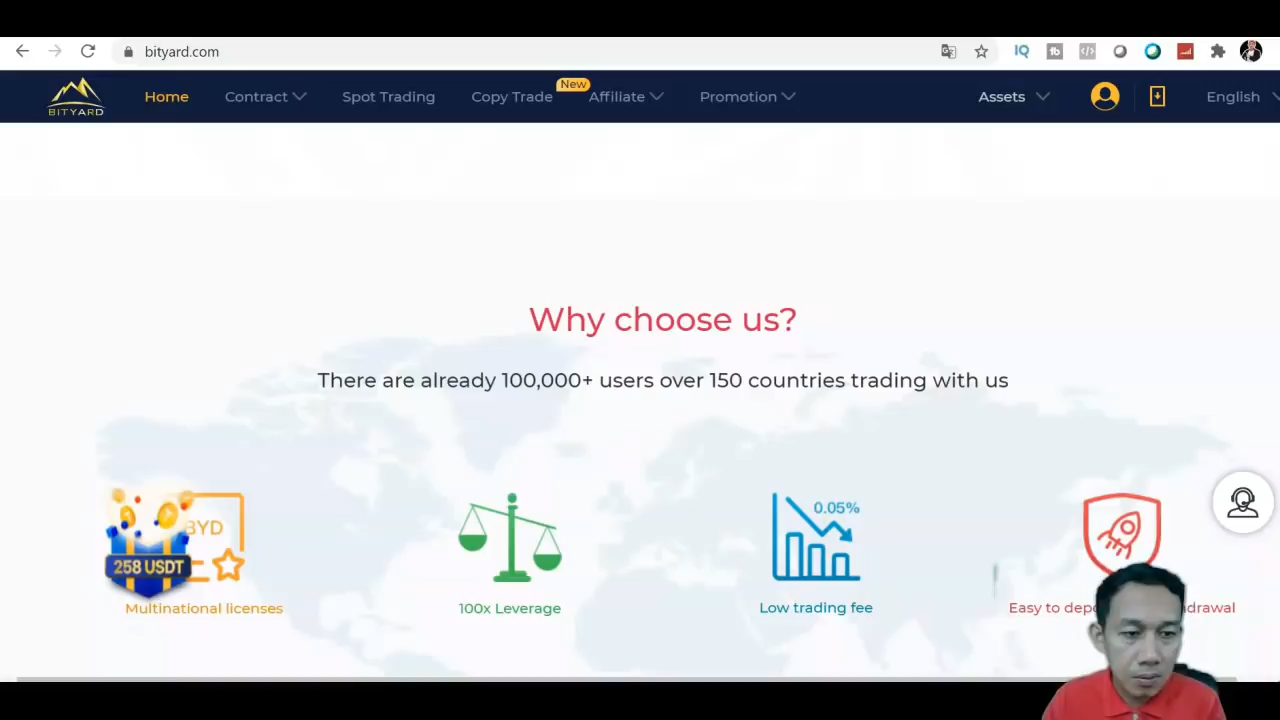 bityard.com
BITYARD
Home
Contract
Spot Trading
Copy Trade
New
Affiliate
Promotion
Assets
English
Why choose us?
There are already 100,000+ users over 150 countries trading with us
BYD
258 USDT
0.05%
Multinational licenses
100x Leverage
Low trading fee
Easy to